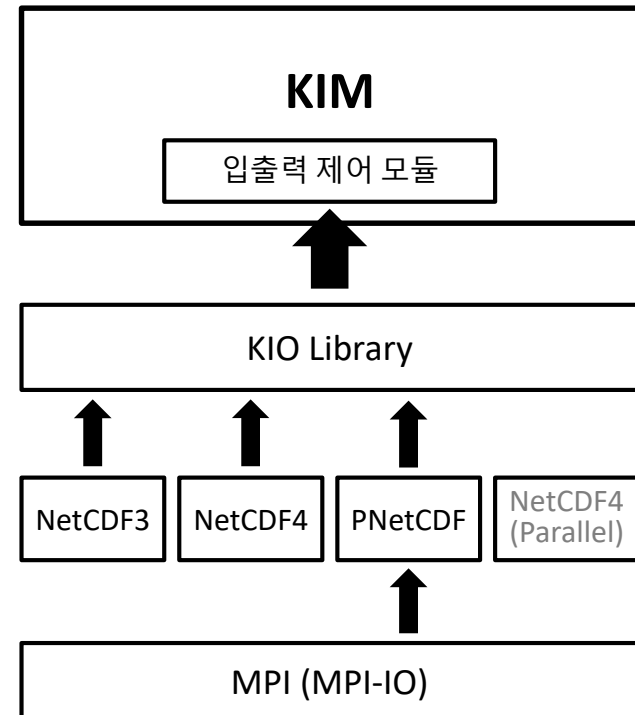 KIM
입출력 제어 모듈
KIO Library
NetCDF3
NetCDF4
PNetCDF
NetCDF4
(Parallel)
MPI (MPI-IO)